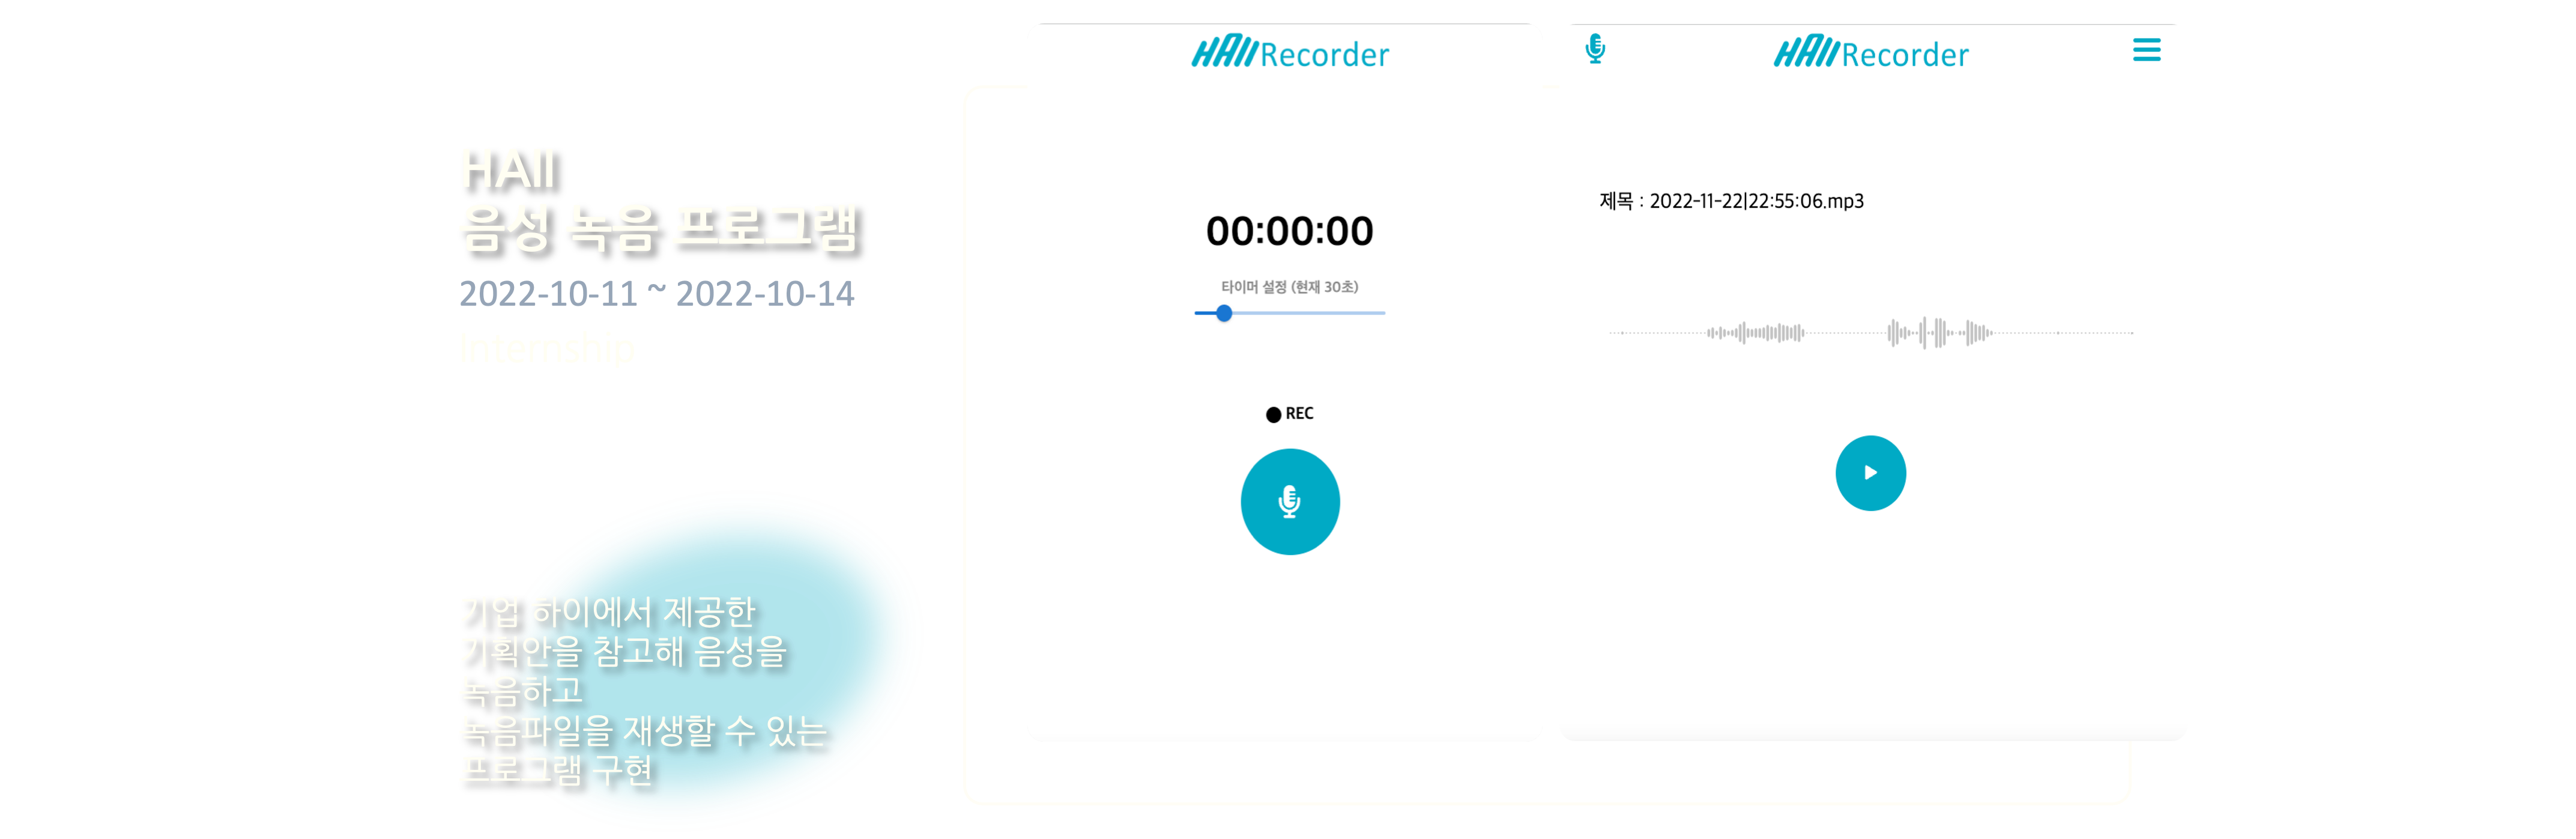 HAII
음성 녹음 프로그램
2022-10-11 ~ 2022-10-14
Internship
기업 하이에서 제공한
기획안을 참고해 음성을
녹음하고
녹음파일을 재생할 수 있는
프로그램 구현
HAII Recorder
00:00:00
타이머 설정 (현재 30초)
REC
HAII Recorder
제목 : 2022-11-22|22:55:06.mp3